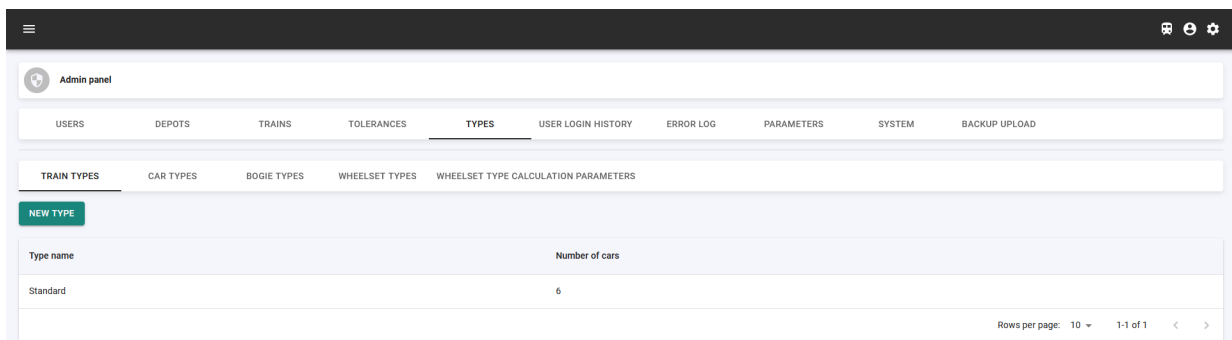 Admin panel
USERS DEPOTS TRAINS TOLERANCES TYPES USER LOGIN HISTORY ERROR LOG PARAMETERS SYSTEM BACKUP UPLOAD
TRAIN TYPES CAR TYPES BOGIE TYPES WHEELSET TYPES WHEELSET TYPE CALCULATION PARAMETERS
NEW TYPE
Type name Number of cars
Standard 6
Rows per page: 10 1-1 of 1